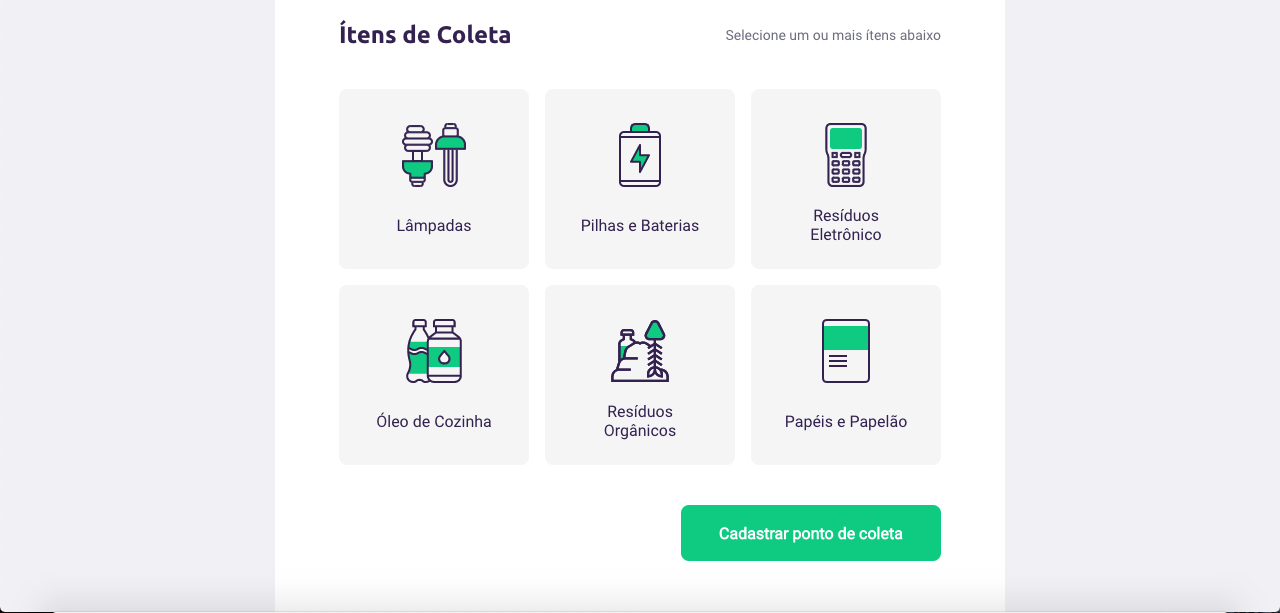 Ítens de Coleta
Selecione um ou mais ítens abaixo
Lâmpadas
Pilhas e Baterias
Resíduos
Eletrônico
Óleo de Cozinha
Resíduos
Orgânicos
Papéis e Papelão
Cadastrar ponto de coleta